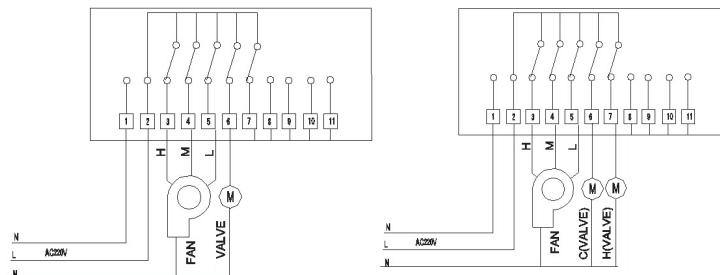 1 2 3 4 5 6 7 8 9 10 11
H M L
M
FAN
VALVE
N
L AC220V
N
1 2 3 4 5 6 7 8 9 10 11
H M L
M M
FAN
C(VALVE)
H(VALVE)
N
L AC220V
N